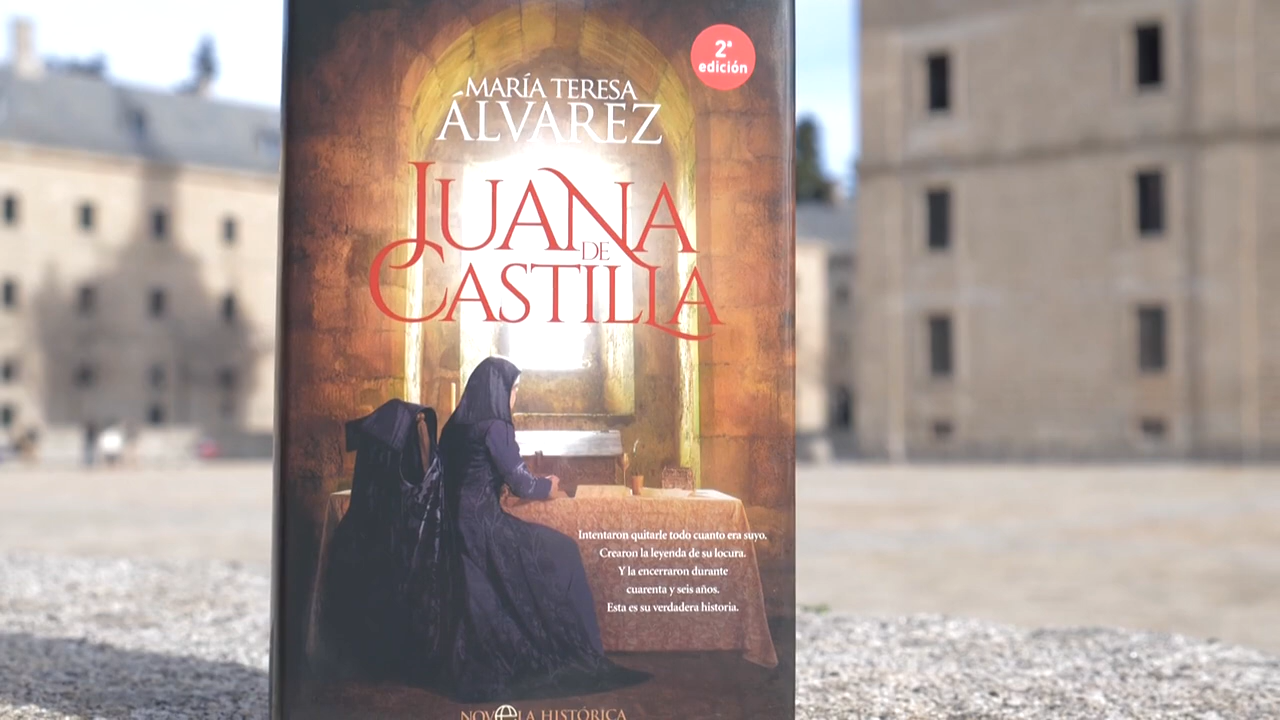 2ª
edición
MARÍA TERESA
ÁLVAREZ
JUANA
DE
CASTILLA
Intentaron quitarle todo cuanto era suyo.
Crearon la leyenda de su locura.
Y la encerraron durante
cuarenta y seis años.
Esta es su verdadera historia.
NOVELA HISTÓRICA